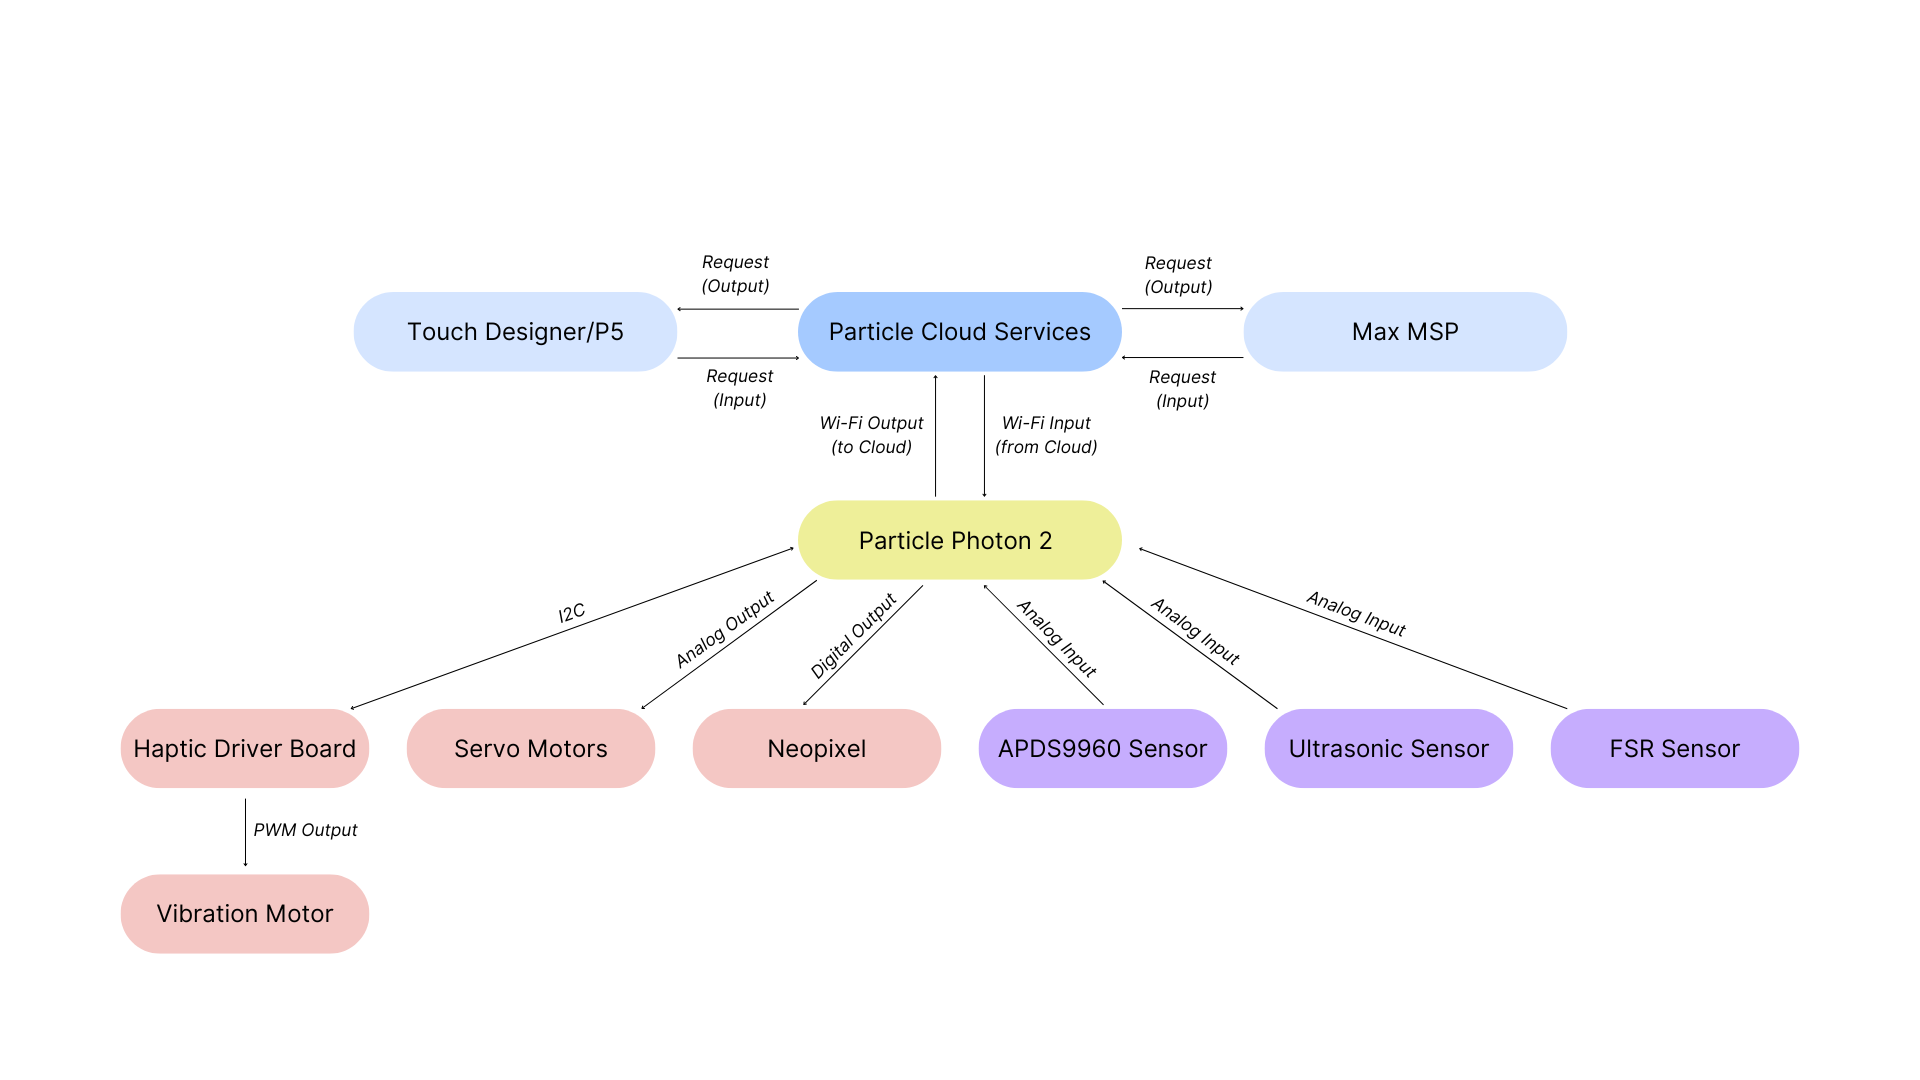 Request
(Output)
Request
(Output)
Touch Designer/P5
Particle Cloud Services
Max MSP
Request
(Input)
Request
(Input)
Wi-Fi Output
(to Cloud)
Wi-Fi Input
(from Cloud)
Particle Photon 2
I2C
Analog Output
Digital Output
Analog Input
Analog Input
Analog Input
Haptic Driver Board
Servo Motors
Neopixel
APDS9960 Sensor
Ultrasonic Sensor
FSR Sensor
PWM Output
Vibration Motor